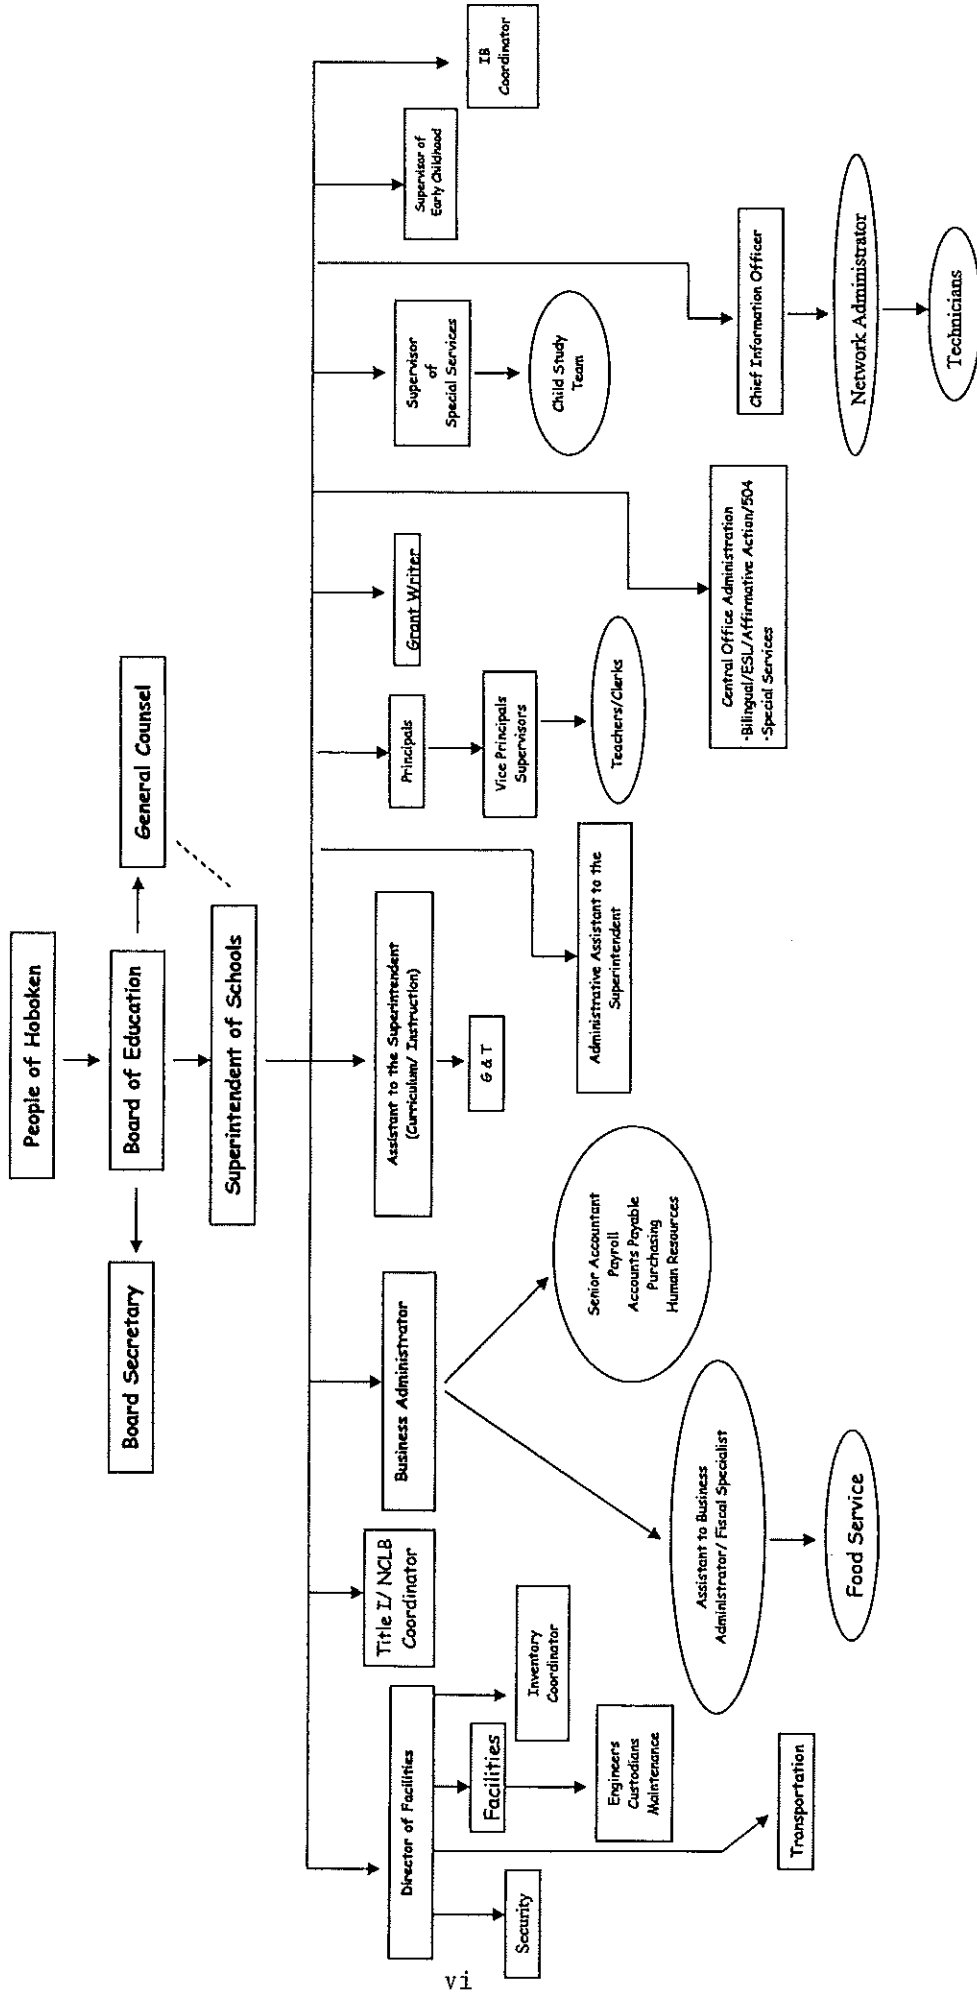 People of Hoboken
Board Secretary
Board of Education
General Counsel
Superintendent of Schools
Director of Facilities
Title I/ NCLB
Coordinator
Business Administrator
Assistant to the Superintendent
(Curriculum/ Instruction)
Principals
Grant Writer
Supervisor
of
Special Services
Supervisor of
Early Childhood
IB
Coordinator
Security
Facilities
Inventory
Coordinator
G & T
Vice Principals
Supervisors
Child Study
Team
Engineers
Custodians
Maintenance
Senior Accountant
Payroll
Accounts Payable
Purchasing
Human Resources
Administrative Assistant to the
Superintendent
Teachers/Clerks
Transportation
Assistant to Business
Administrator/ Fiscal Specialist
Central Office Administration
-Bilingual/ESL/Affirmative Action/504
-Special Services
Chief Information Officer
Food Service
Network Administrator
Technicians
vi